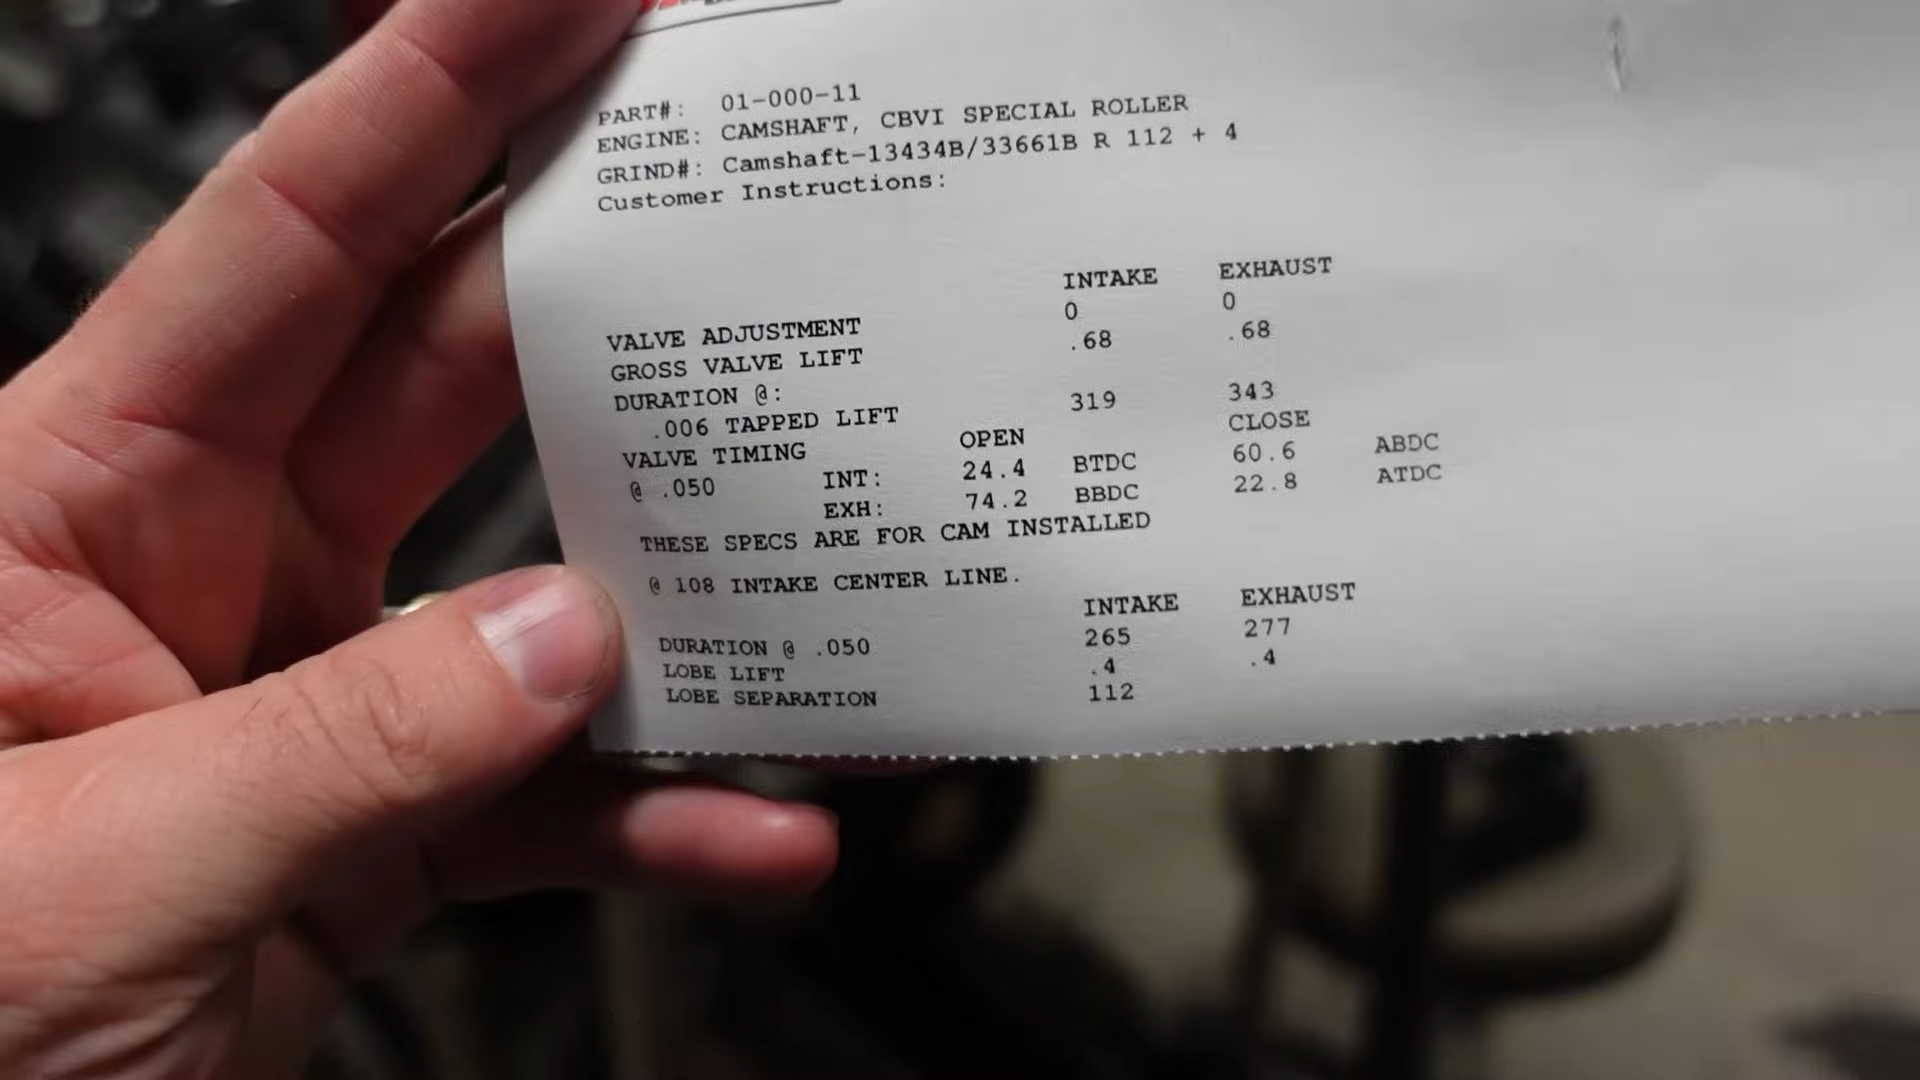 PART#: 01-000-11
ENGINE: CAMSHAFT, CBVI SPECIAL ROLLER
GRIND#: Camshaft-13434B/33661B R 112 + 4
Customer Instructions:
INTAKE EXHAUST
VALVE ADJUSTMENT 0 0
GROSS VALVE LIFT .68 .68
DURATION @:
.006 TAPPED LIFT 319 343
VALVE TIMING OPEN CLOSE
@ .050 INT: 24.4 BTDC 60.6 ABDC
EXH: 74.2 BBDC 22.8 ATDC
THESE SPECS ARE FOR CAM INSTALLED
@ 108 INTAKE CENTER LINE.
INTAKE EXHAUST
DURATION @ .050 265 277
LOBE LIFT .4 .4
LOBE SEPARATION 112